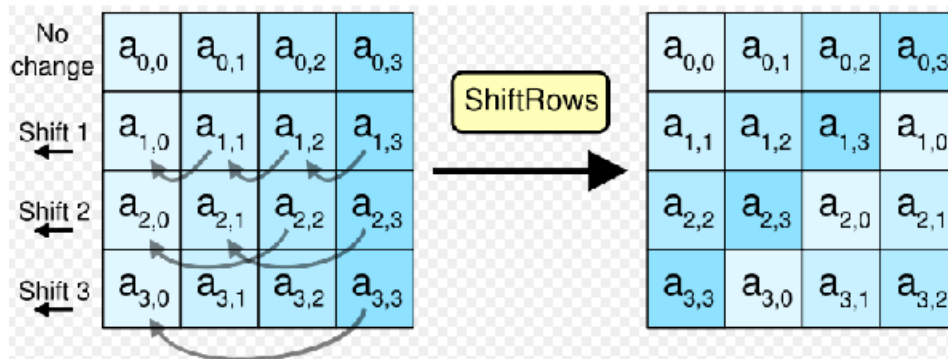 No change a0,0 a0,1 a0,2 a0,3
Shift 1 a1,0 a1,1 a1,2 a1,3
Shift 2 a2,0 a2,1 a2,2 a2,3
Shift 3 a3,0 a3,1 a3,2 a3,3
ShiftRows
a0,0 a0,1 a0,2 a0,3
a1,1 a1,2 a1,3 a1,0
a2,2 a2,3 a2,0 a2,1
a3,3 a3,0 a3,1 a3,2